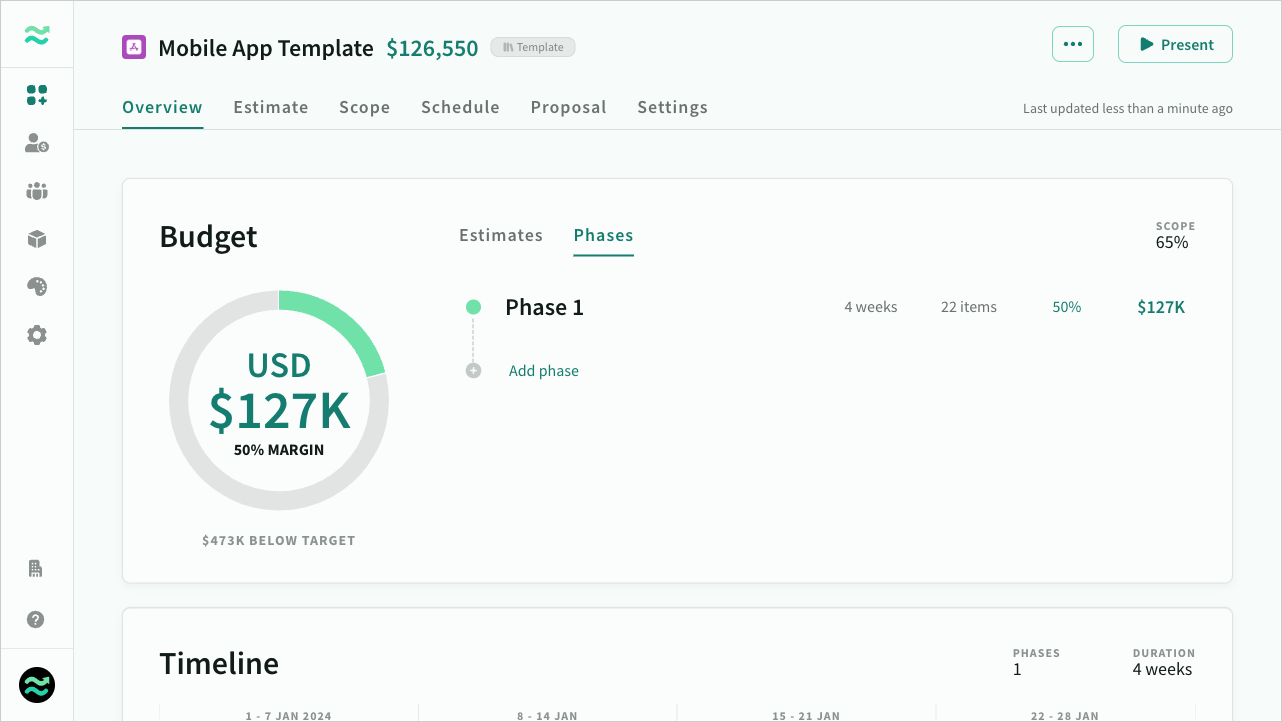 Mobile App Template $126,550 Template
Present
Overview Estimate Scope Schedule Proposal Settings
Last updated less than a minute ago
Budget
Estimates Phases
SCOPE
65%
USD
$127K
50% MARGIN
$473K BELOW TARGET
Phase 1 4 weeks 22 items 50% $127K
Add phase
Timeline
PHASES
1
DURATION
4 weeks
1 - 7 JAN 2024 8 - 14 JAN 15 - 21 JAN 22 - 28 JAN